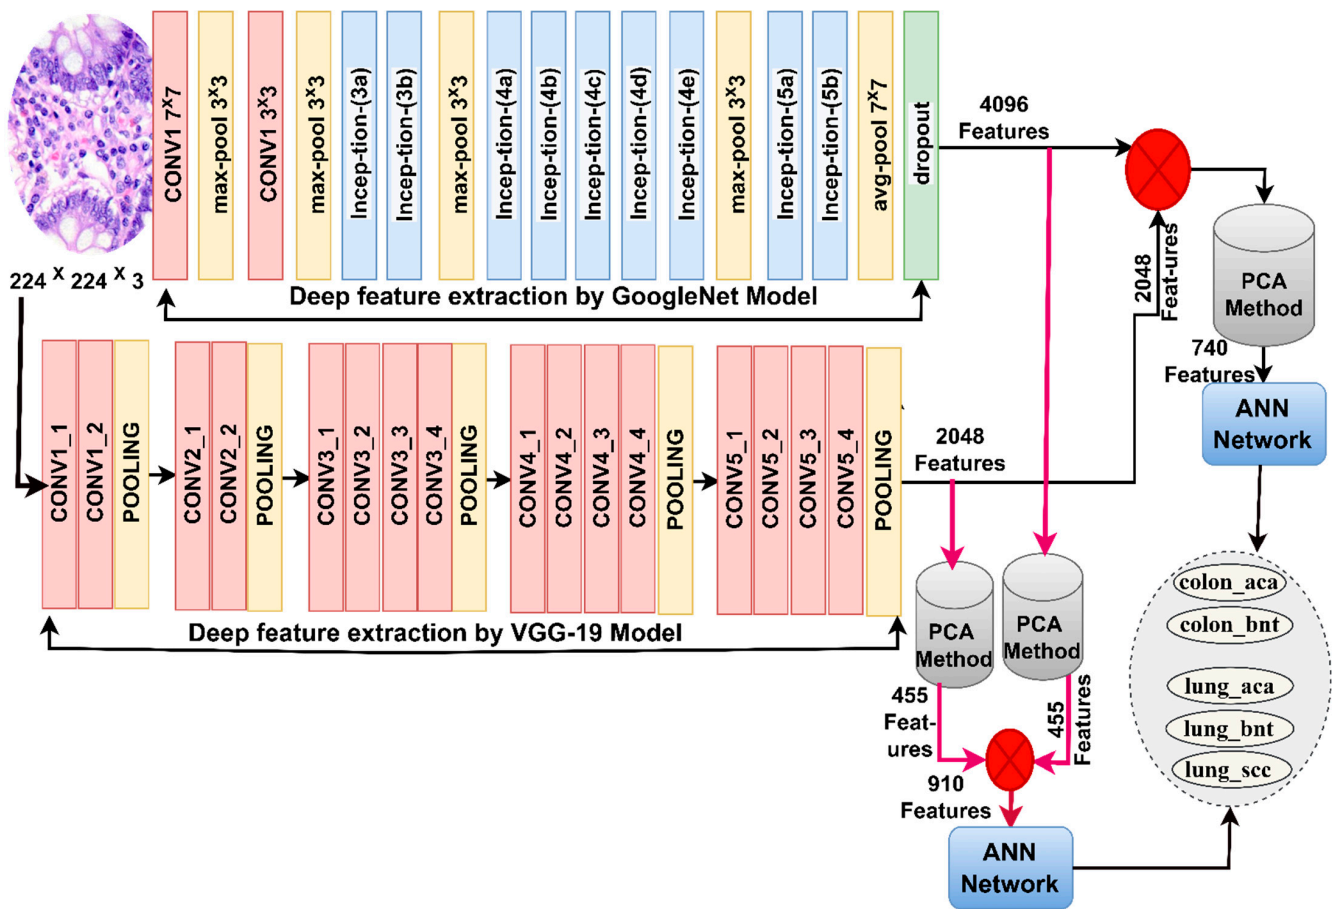 224 x 224 x 3
CONV1 7x7
max-pool 3x3
CONV1 3x3
max-pool 3x3
Incep-tion-(3a)
Incep-tion-(3b)
max-pool 3x3
Incep-tion-(4a)
Incep-tion-(4b)
Incep-tion-(4c)
Incep-tion-(4d)
Incep-tion-(4e)
max-pool 3x3
Incep-tion-(5a)
Incep-tion-(5b)
avg-pool 7x7
dropout
Deep feature extraction by GoogleNet Model
4096
Features
2048
Feat-ures
PCA
Method
740
Features
ANN
Network
CONV1_1
CONV1_2
POOLING
CONV2_1
CONV2_2
POOLING
CONV3_1
CONV3_2
CONV3_3
CONV3_4
POOLING
CONV4_1
CONV4_2
CONV4_3
CONV4_4
POOLING
CONV5_1
CONV5_2
CONV5_3
CONV5_4
POOLING
Deep feature extraction by VGG-19 Model
2048
Features
PCA
Method
PCA
Method
455
Feat-
ures
455
Features
910
Features
ANN
Network
colon_aca
colon_bnt
lung_aca
lung_bnt
lung_scc